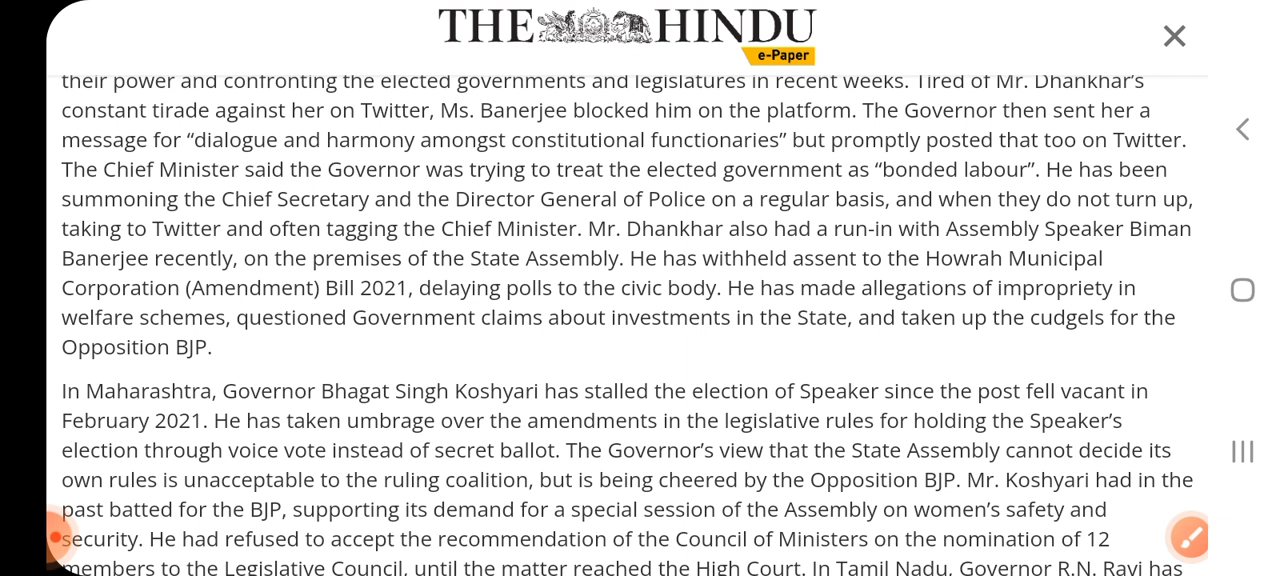 THE HINDU
e-Paper
their power and confronting the elected governments and legislatures in recent weeks. Tired of Mr. Dhankhar’s
constant tirade against her on Twitter, Ms. Banerjee blocked him on the platform. The Governor then sent her a
message for “dialogue and harmony amongst constitutional functionaries” but promptly posted that too on Twitter.
The Chief Minister said the Governor was trying to treat the elected government as “bonded labour”. He has been
summoning the Chief Secretary and the Director General of Police on a regular basis, and when they do not turn up,
taking to Twitter and often tagging the Chief Minister. Mr. Dhankhar also had a run-in with Assembly Speaker Biman
Banerjee recently, on the premises of the State Assembly. He has withheld assent to the Howrah Municipal
Corporation (Amendment) Bill 2021, delaying polls to the civic body. He has made allegations of impropriety in
welfare schemes, questioned Government claims about investments in the State, and taken up the cudgels for the
Opposition BJP.
In Maharashtra, Governor Bhagat Singh Koshyari has stalled the election of Speaker since the post fell vacant in
February 2021. He has taken umbrage over the amendments in the legislative rules for holding the Speaker’s
election through voice vote instead of secret ballot. The Governor’s view that the State Assembly cannot decide its
own rules is unacceptable to the ruling coalition, but is being cheered by the Opposition BJP. Mr. Koshyari had in the
past batted for the BJP, supporting its demand for a special session of the Assembly on women’s safety and
security. He had refused to accept the recommendation of the Council of Ministers on the nomination of 12
members to the Legislative Council, until the matter reached the High Court. In Tamil Nadu, Governor R.N. Ravi has